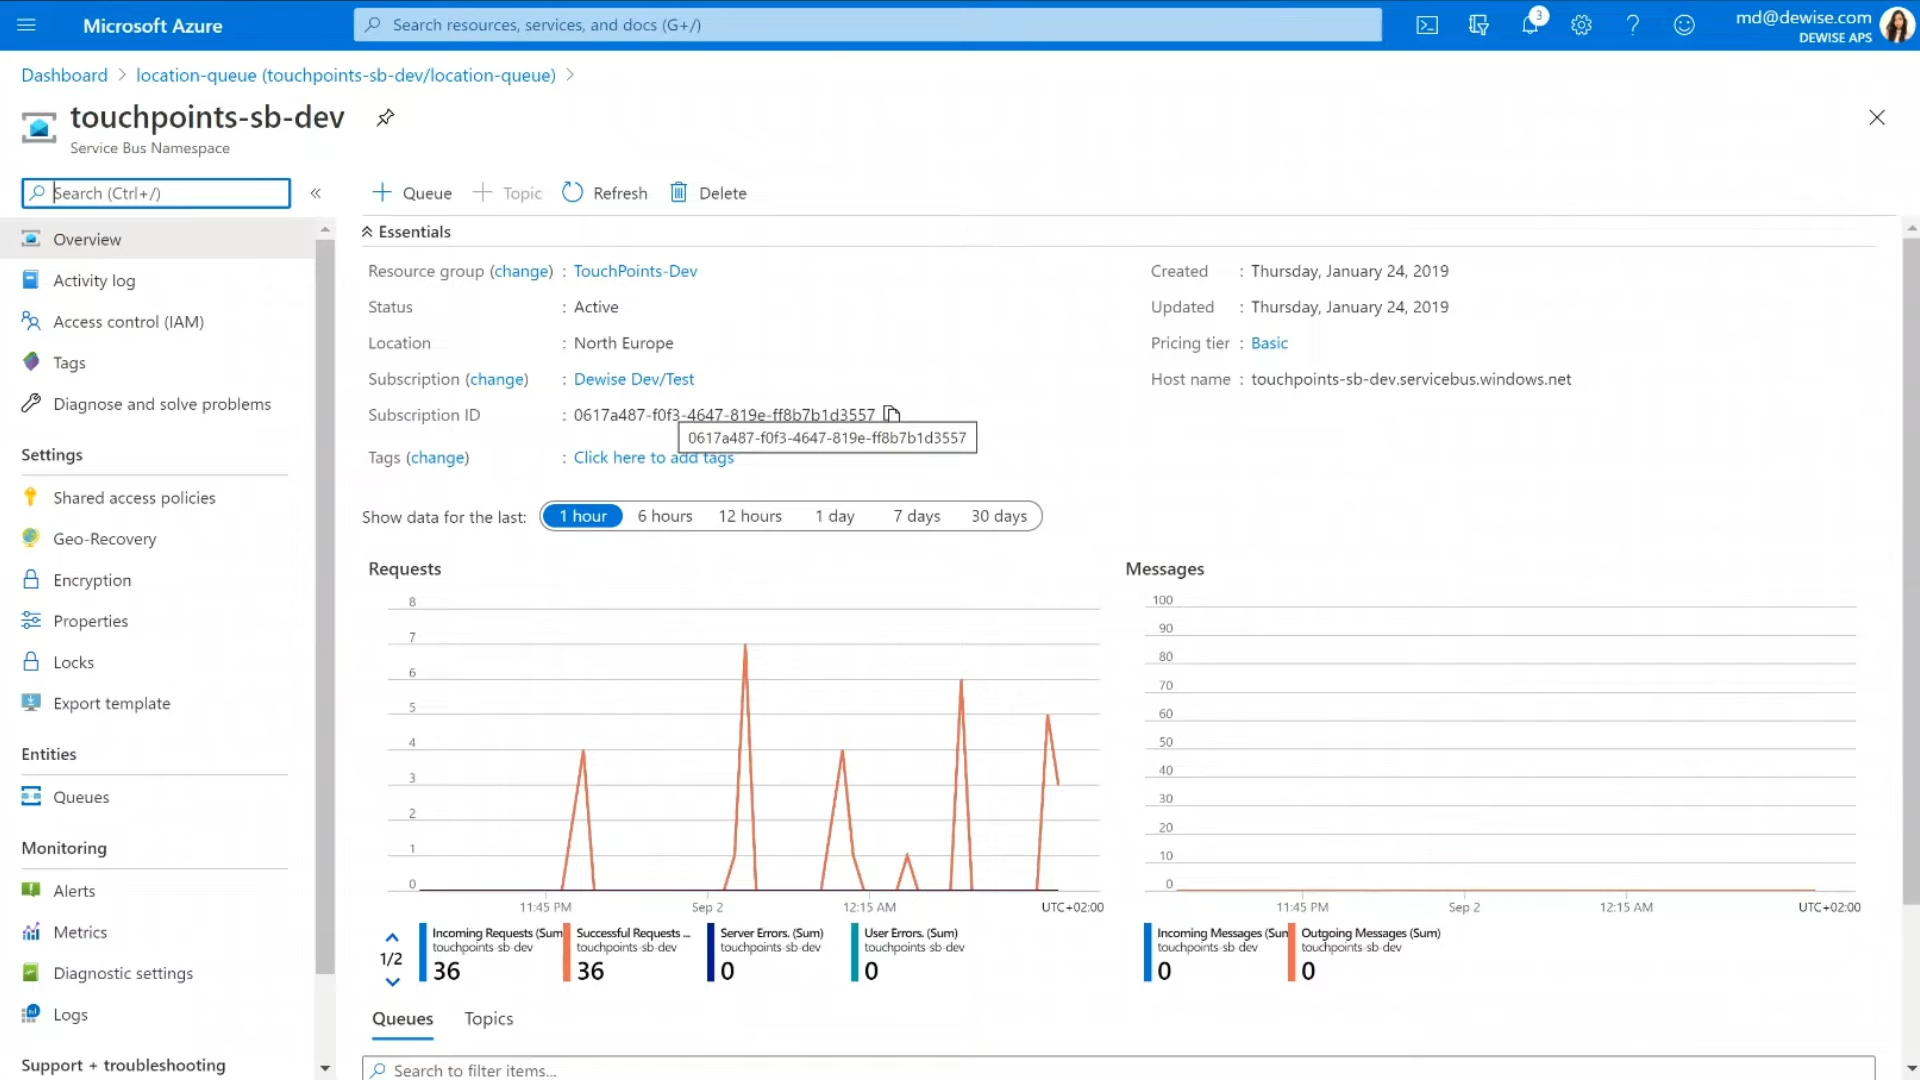 Microsoft Azure
Search resources, services, and docs (G+/)
3
md@dewise.com
DEWISE APS
Dashboard > location-queue (touchpoints-sb-dev/location-queue) >
touchpoints-sb-dev
Service Bus Namespace
Search (Ctrl+/)
«
Queue
Topic
Refresh
Delete
Overview
Activity log
Access control (IAM)
Tags
Diagnose and solve problems
Settings
Shared access policies
Geo-Recovery
Encryption
Properties
Locks
Export template
Entities
Queues
Monitoring
Alerts
Metrics
Diagnostic settings
Logs
Support + troubleshooting
Essentials
Resource group (change) : TouchPoints-Dev
Status : Active
Location : North Europe
Subscription (change) : Dewise Dev/Test
Subscription ID : 0617a487-f0f3-4647-819e-ff8b7b1d3557
0617a487-f0f3-4647-819e-ff8b7b1d3557
Tags (change) : Click here to add tags
Created : Thursday, January 24, 2019
Updated : Thursday, January 24, 2019
Pricing tier : Basic
Host name : touchpoints-sb-dev.servicebus.windows.net
Show data for the last: 1 hour 6 hours 12 hours 1 day 7 days 30 days
Requests
8
7
6
5
4
3
2
1
0
11:45 PM Sep 2 12:15 AM UTC+02:00
1/2
Incoming Requests (Sum
touchpoints-sb-dev
36
Successful Requests ...
touchpoints-sb-dev
36
Server Errors. (Sum)
touchpoints-sb-dev
0
User Errors. (Sum)
touchpoints-sb-dev
0
Messages
100
90
80
70
60
50
40
30
20
10
0
11:45 PM Sep 2 12:15 AM UTC+02:00
Incoming Messages (Sum
touchpoints-sb-dev
0
Outgoing Messages (Sum)
touchpoints-sb-dev
0
Queues Topics
Search to filter items...